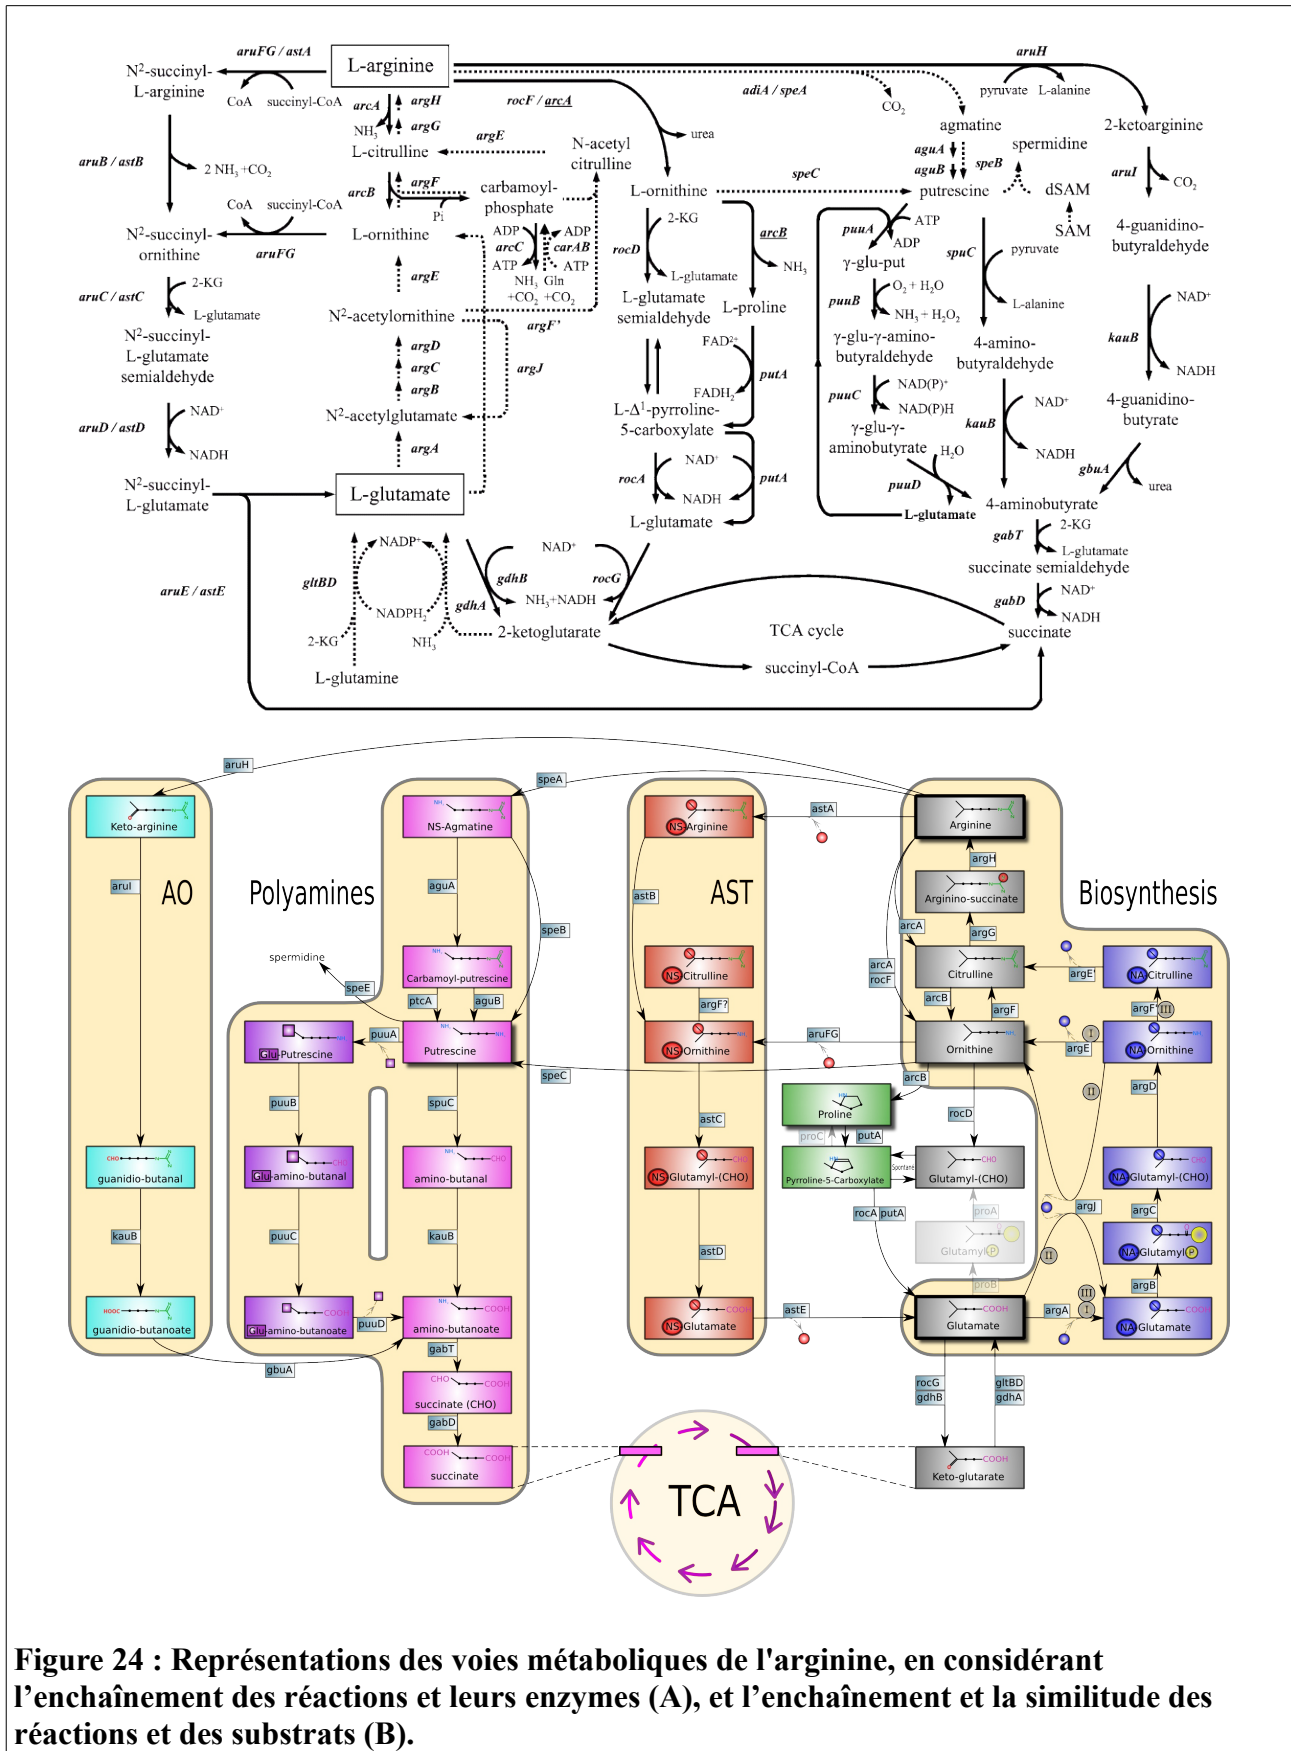 aruFG / astA
L-arginine
aruH
N²-succinyl-
L-arginine
CoA
succinyl-CoA
arcA
NH₃
argH
argG
rocF / arcA
adiA / speA
CO₂
pyruvate
L-alanine
urea
agmatine
2-ketoarginine
argE
N-acetyl
citrulline
L-citrulline
aguA
aguB
speB
spermidine
aruI
CO₂
aruB / astB
2 NH₃ +CO₂
arcB
argF
Pi
carbamoyl-
phosphate
L-ornithine
speC
putrescine
dSAM
SAM
CoA
succinyl-CoA
N²-succinyl-
ornithine
aruFG
L-ornithine
ADP
arcC
ATP
ADP
carAB
ATP
NH₃
+CO₂
Gln
+CO₂
rocD
2-KG
L-glutamate
arcB
NH₃
puuA
ATP
ADP
γ-glu-put
spuC
pyruvate
L-alanine
4-guanidino-
butyraldehyde
aruC / astC
2-KG
L-glutamate
argE
N²-acetylornithine
argF'
L-glutamate
semialdehyde
L-proline
puuB
O₂ + H₂O
NH₃ + H₂O₂
γ-glu-γ-amino-
butyraldehyde
4-amino-
butyraldehyde
kauB
NAD⁺
NADH
N²-succinyl-
L-glutamate
semialdehyde
argD
argC
argB
argJ
FAD²⁺
FADH₂
putA
puuC
NAD(P)⁺
NAD(P)H
N²-acetylglutamate
L-Δ¹-pyrroline-
5-carboxylate
γ-glu-γ-
aminobutyrate
kauB
NAD⁺
NADH
4-guanidino-
butyrate
aruD / astD
NAD⁺
NADH
argA
rocA
NAD⁺
NADH
putA
H₂O
puuD
gbuA
urea
N²-succinyl-
L-glutamate
L-glutamate
L-glutamate
L-glutamate
4-aminobutyrate
gabT
2-KG
L-glutamate
succinate semialdehyde
aruE / astE
gltBD
NADP⁺
NADPH₂
gdhB
gdhA
NAD⁺
NH₃+NADH
rocG
gabD
NAD⁺
NADH
2-KG
NH₃
2-ketoglutarate
TCA cycle
succinate
L-glutamine
succinyl-CoA
aruH
speA
Keto-arginine
NH₂
NS-Agmatine
NS-Arginine
astA
Arginine
argH
aruI
AO
Polyamines
aguA
AST
astB
Arginino-succinate
Biosynthesis
speB
arcA
argG
spermidine
NH₂
Carbamoyl-putrescine
NS-Citrulline
arcA
rocF
Citrulline
argE'
NA-Citrulline
speE
ptcA
aguB
argF?
arcB
argF
argF'
III
Glu-Putrescine
puuA
Putrescine
NS-Ornithine
aruFG
Ornithine
I
argE
NA-Ornithine
speC
arcB
II
argD
puuB
spuC
astC
HN
Proline
rocD
proC
putA
CHO
guanidio-butanal
Glu-amino-butanal
amino-butanal
NS-Glutamyl-(CHO)
Pyrroline-5-Carboxylate
Spontané
Glutamyl-(CHO)
NA-Glutamyl-(CHO)
kauB
puuC
kauB
astD
rocA
putA
proA
argJ
argC
Glutamyl-P
II
NA-Glutamyl-P
proB
III
argB
HOOC
guanidio-butanoate
Glu-amino-butanoate
puuD
COOH
amino-butanoate
NS-Glutamate
astE
Glutamate
argA
I
NA-Glutamate
gbuA
gabT
CHO
COOH
succinate (CHO)
rocG
gdhB
gltBD
gdhA
gabD
COOH
COOH
succinate
TCA
COOH
Keto-glutarate
Figure 24 : Représentations des voies métaboliques de l'arginine, en considérant
l’enchaînement des réactions et leurs enzymes (A), et l’enchaînement et la similitude des
réactions et des substrats (B).